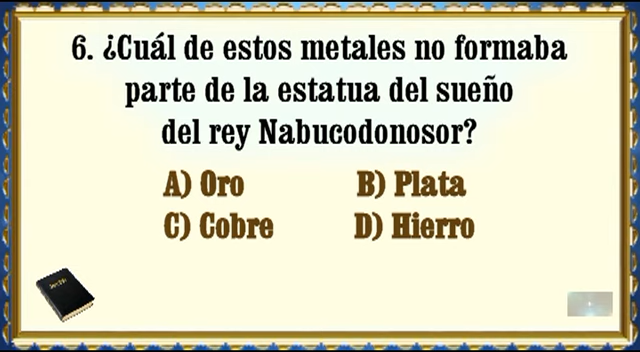 6. ¿Cuál de estos metales no formaba
parte de la estatua del sueño
del rey Nabucodonosor?
A) Oro B) Plata
C) Cobre D) Hierro